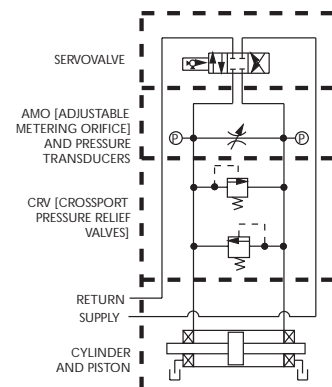 SERVOVALVE
AMO [ADJUSTABLE
METERING ORIFICE]
AND PRESSURE
TRANSDUCERS
P
P
CRV [CROSSPORT
PRESSURE RELIEF
VALVES]
RETURN
SUPPLY
CYLINDER
AND PISTON